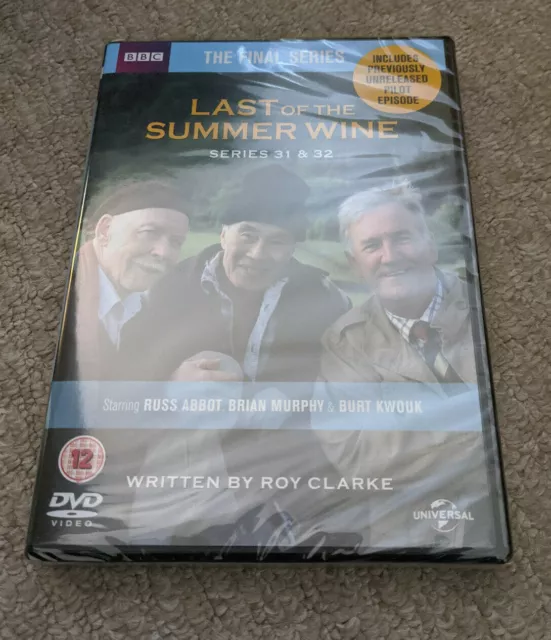 BBC
THE FINAL SERIES
INCLUDES
PREVIOUSLY
UNRELEASED
PILOT
EPISODE
LAST OF THE
SUMMER WINE
SERIES 31 & 32
Starring RUSS ABBOT, BRIAN MURPHY & BURT KWOUK
12
WRITTEN BY ROY CLARKE
DVD
VIDEO
UNIVERSAL